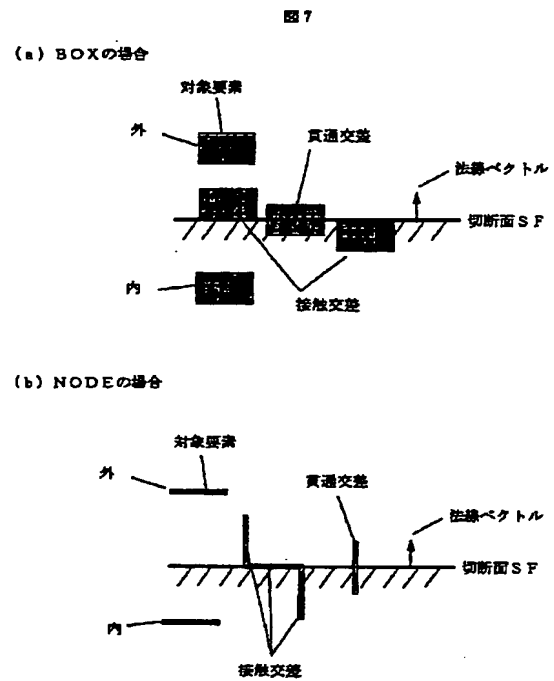 図7
(a) BOXの場合
対象要素
外
貫通交差
法線ベクトル
切断面SF
内
接触交差
(b) NODEの場合
対象要素
外
貫通交差
法線ベクトル
切断面SF
内
接触交差